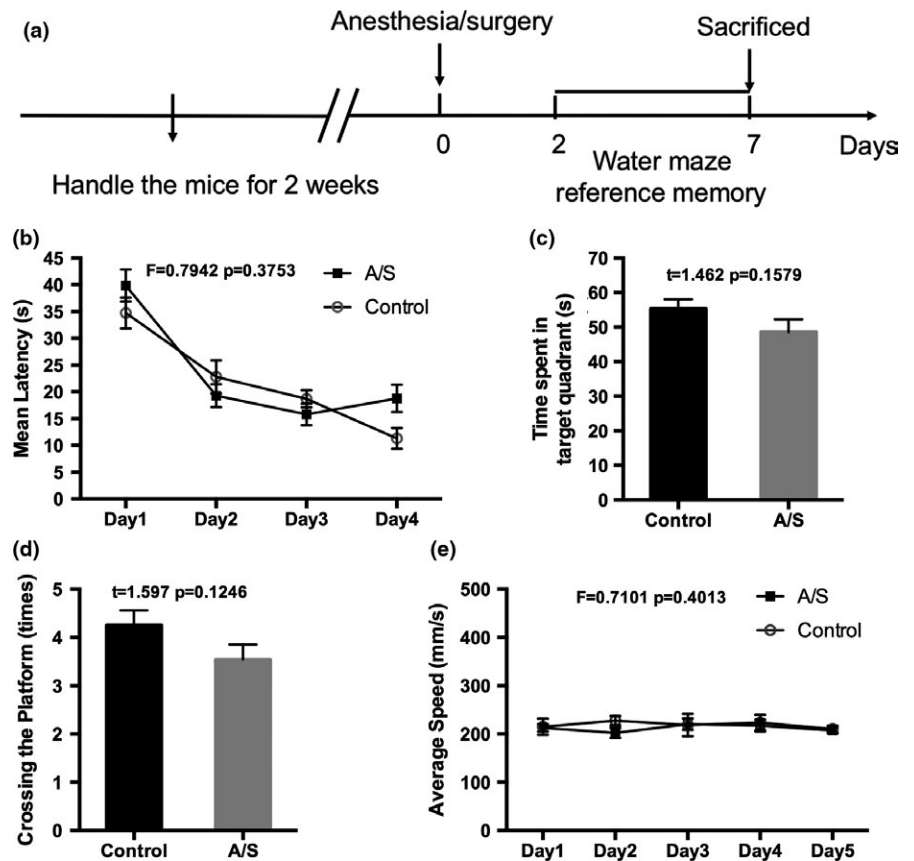 (a)
Anesthesia/surgery
Sacrificed
0
2
7
Days
Handle the mice for 2 weeks
Water maze
reference memory
(b)
F=0.7942 p=0.3753
A/S
Control
Mean Latency (s)
45
40
35
30
25
20
15
10
5
0
Day1 Day2 Day3 Day4
(c)
t=1.462 p=0.1579
Time spent in
target quadrant (s)
70
60
50
40
30
20
10
0
Control A/S
(d)
t=1.597 p=0.1246
Crossing the Platform (times)
5
4
3
2
1
0
Control A/S
(e)
F=0.7101 p=0.4013
A/S
Control
Average Speed (mm/s)
500
400
300
200
100
0
Day1 Day2 Day3 Day4 Day5